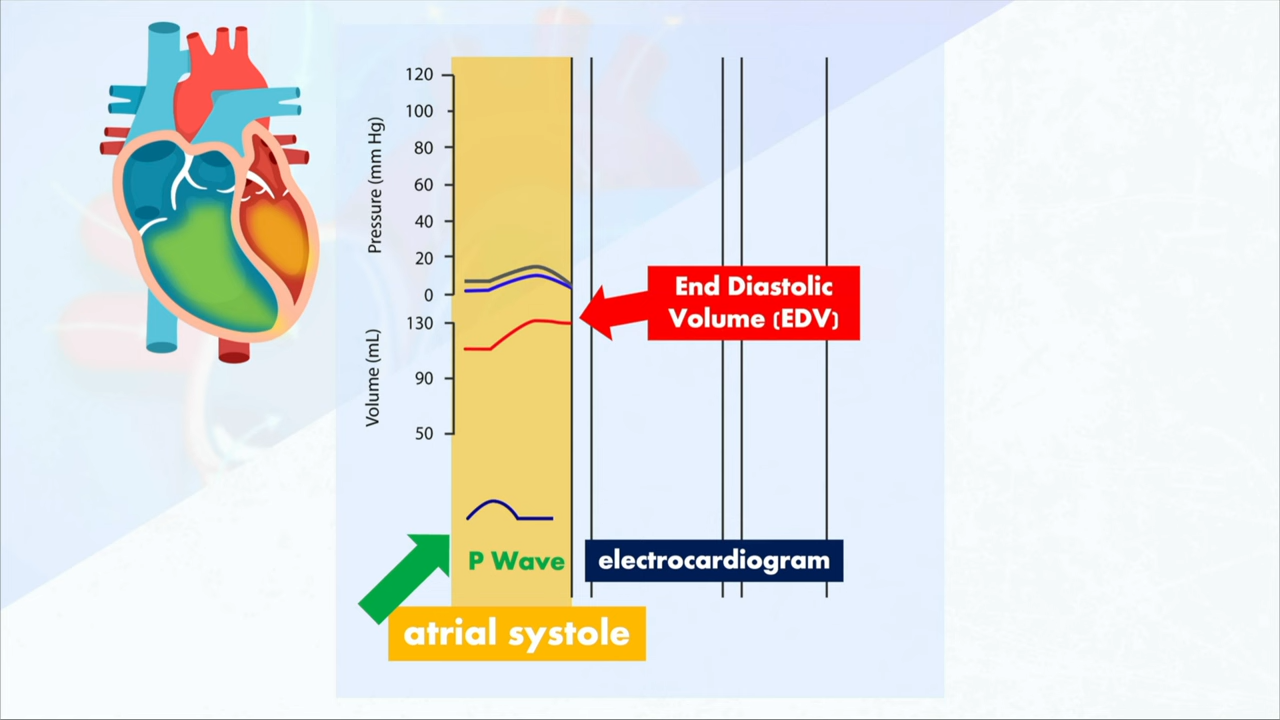 120
100
80
60
40
20
0
Pressure (mm Hg)
End Diastolic
Volume (EDV)
130
90
50
Volume (mL)
P Wave
electrocardiogram
atrial systole